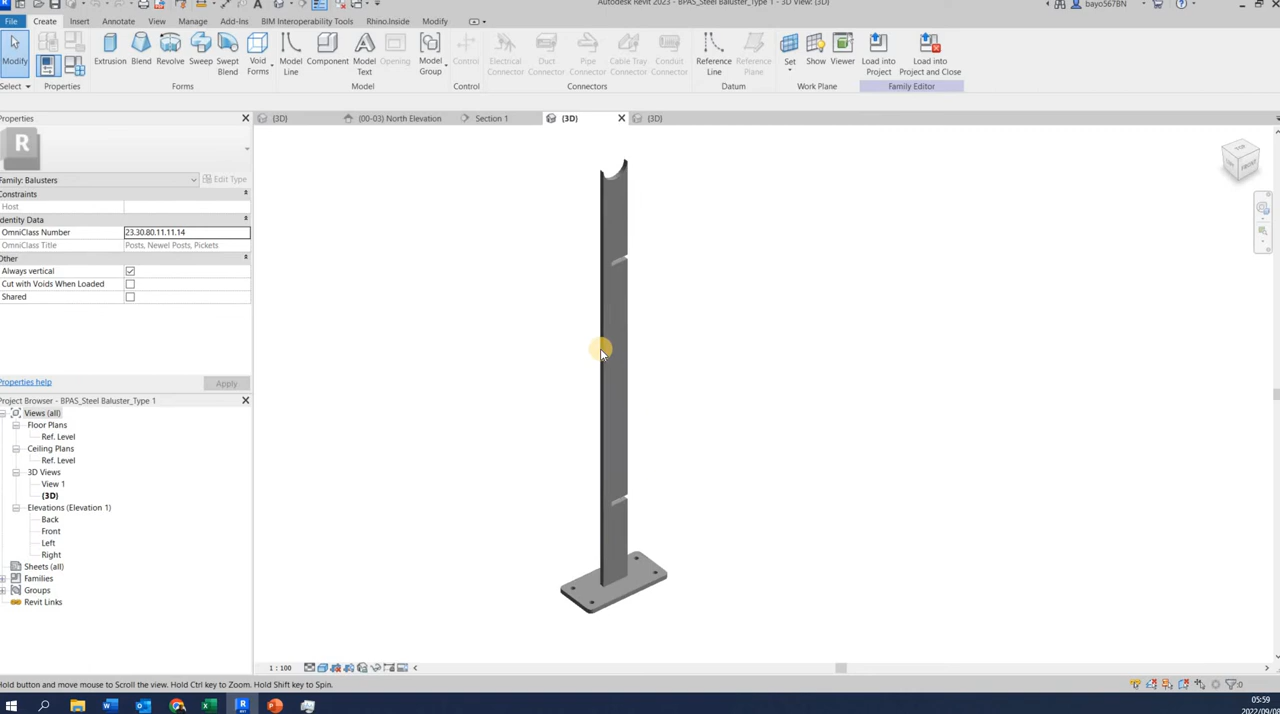 Autodesk Revit 2023 - BPAS_Steel Baluster_Type 1 - 3D View: {3D}
bayo567BN
File Create Insert Annotate View Manage Add-Ins BIM Interoperability Tools Rhino.Inside Modify
Modify Extrusion Blend Revolve Sweep Swept Blend Void Forms Model Line Component Model Text Opening Model Group Control Electrical Connector Duct Connector Pipe Connector Cable Tray Connector Conduit Connector Reference Line Reference Plane Set Show Viewer Load into Project Load into Project and Close
Select Properties Forms Model Control Connectors Datum Work Plane Family Editor
Properties
{3D} (00-03) North Elevation Section 1 {3D} {3D}
R
Family: Balusters Edit Type
Constraints
Host
Identity Data
OmniClass Number 23.30.80.11.11.14
OmniClass Title Posts, Newel Posts, Pickets
Other
Always vertical
Cut with Voids When Loaded
Shared
Properties help Apply
Project Browser - BPAS_Steel Baluster_Type 1
Views (all)
Floor Plans
Ref. Level
Ceiling Plans
Ref. Level
3D Views
View 1
{3D}
Elevations (Elevation 1)
Back
Front
Left
Right
Sheets (all)
Families
Groups
Revit Links
TOP
FRONT
1 : 100
Hold button and move mouse to Scroll the view. Hold Ctrl key to Zoom. Hold Shift key to Spin.
:0
05:59
2022/09/08